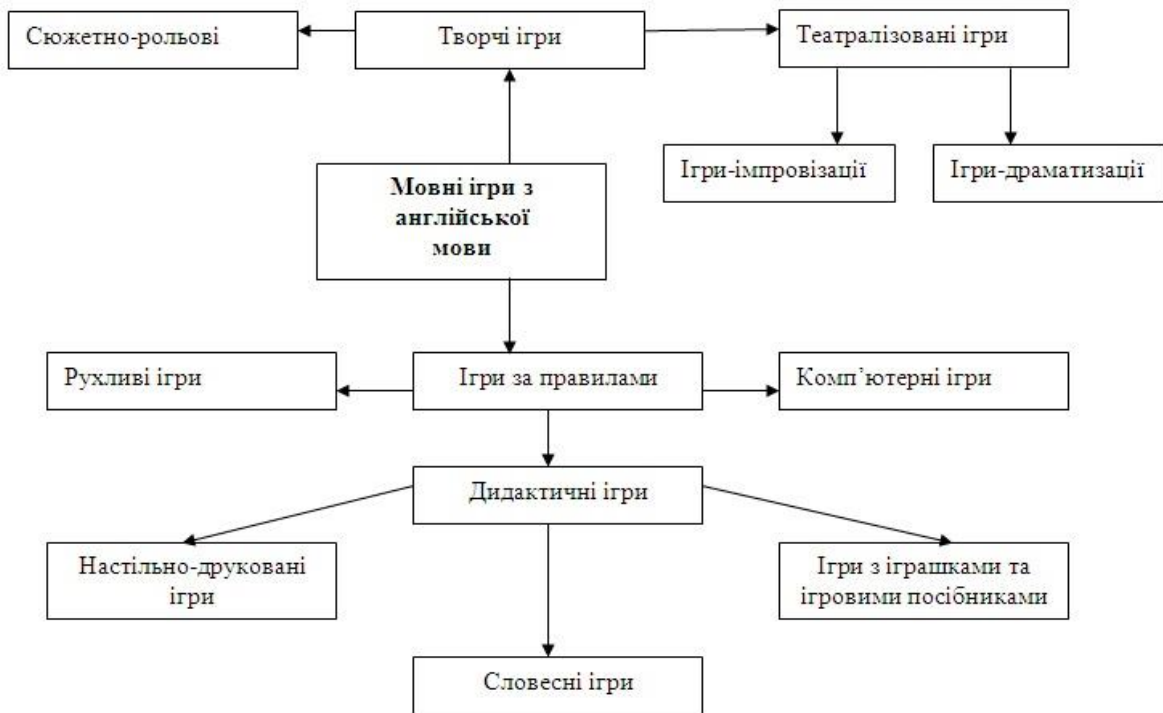 Сюжетно-рольові
Творчі ігри
Театралізовані ігри
Ігри-імпровізації
Ігри-драматизації
Мовні ігри з
англійської
мови
Рухливі ігри
Ігри за правилами
Комп’ютерні ігри
Дидактичні ігри
Настільно-друковані
ігри
Ігри з іграшками та
ігровими посібниками
Словесні ігри